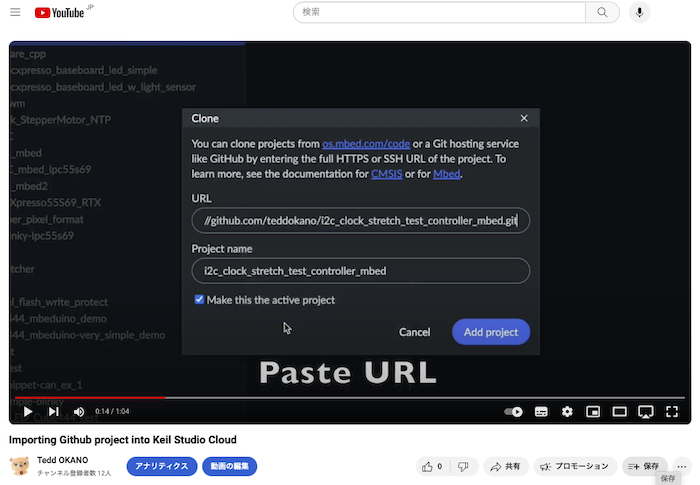 YouTube JP
検索
are_cpp
cxpresso_baseboard_led_simple
cxpresso_baseboard_led_w_light_sensor
wm
k_StepperMotor_NTP
C
_mbed
C_mbed_lpc55s69
_mbed2
Xpresso55S69_RTX
er_pixel_format
nky-lpc55s69
itcher
al_flash_write_protect
444_mbeduino_demo
444_mbeduino-very_simple_demo
st
est
nippet-can_ex_1
mple-blinky
Clone
You can clone projects from os.mbed.com/code or a Git hosting service
like GitHub by entering the full HTTPS or SSH URL of the project. To
learn more, see the documentation for CMSIS or for Mbed.
URL
//github.com/teddokano/i2c_clock_stretch_test_controller_mbed.git
Project name
i2c_clock_stretch_test_controller_mbed
Make this the active project
Cancel
Add project
Paste URL
0:14 / 1:04
Importing Github project into Keil Studio Cloud
Tedd OKANO
チャンネル登録者数 12人
アナリティクス
動画の編集
0
共有
プロモーション
保存
保存